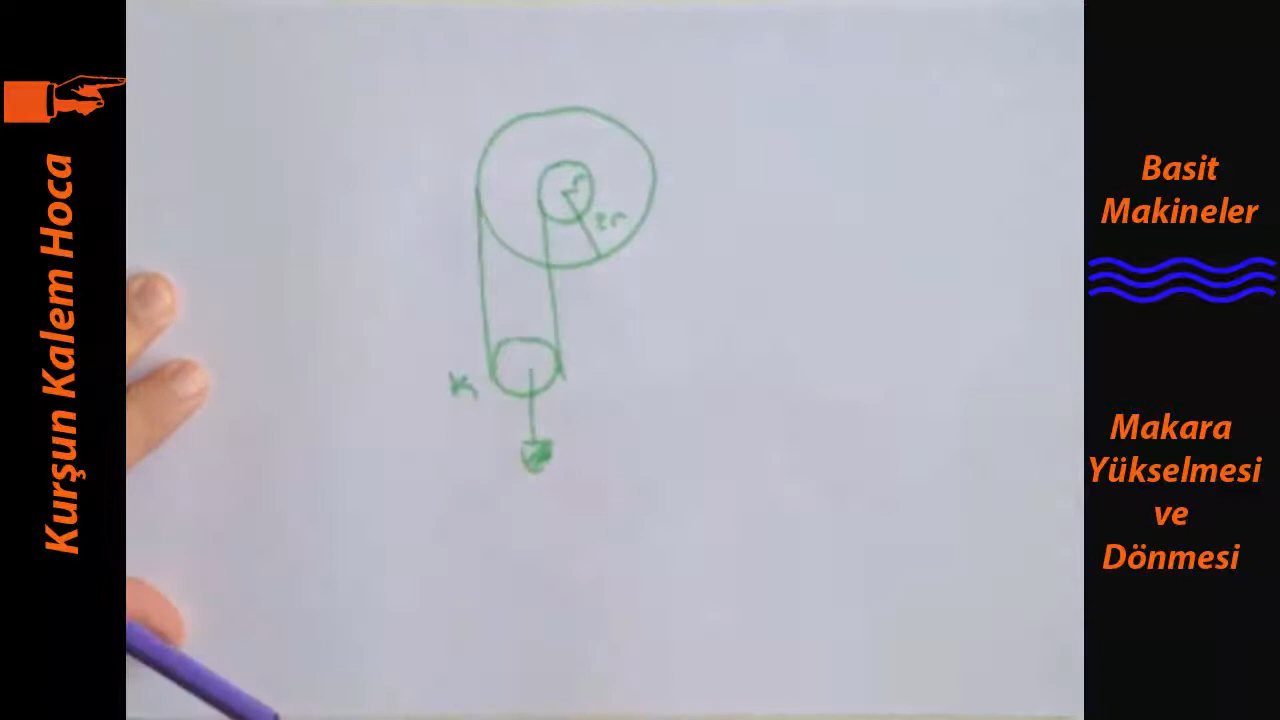 Kurşun Kalem Hoca
r
2r
K
Basit
Makineler
Makara
Yükselmesi
ve
Dönmesi